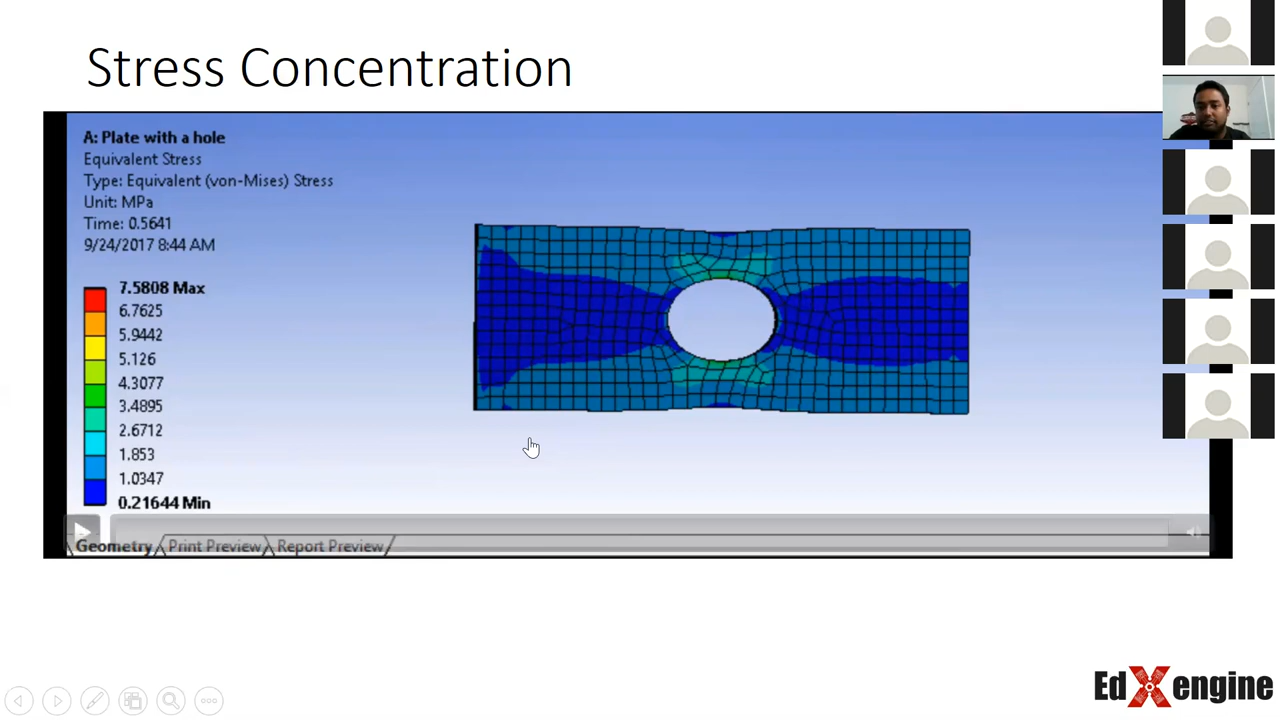 Stress Concentration
A: Plate with a hole
Equivalent Stress
Type: Equivalent (von-Mises) Stress
Unit: MPa
Time: 0.5641
9/24/2017 8:44 AM
7.5808 Max
6.7625
5.9442
5.126
4.3077
3.4895
2.6712
1.853
1.0347
0.21644 Min
Geometry Print Preview Report Preview
EdXengine